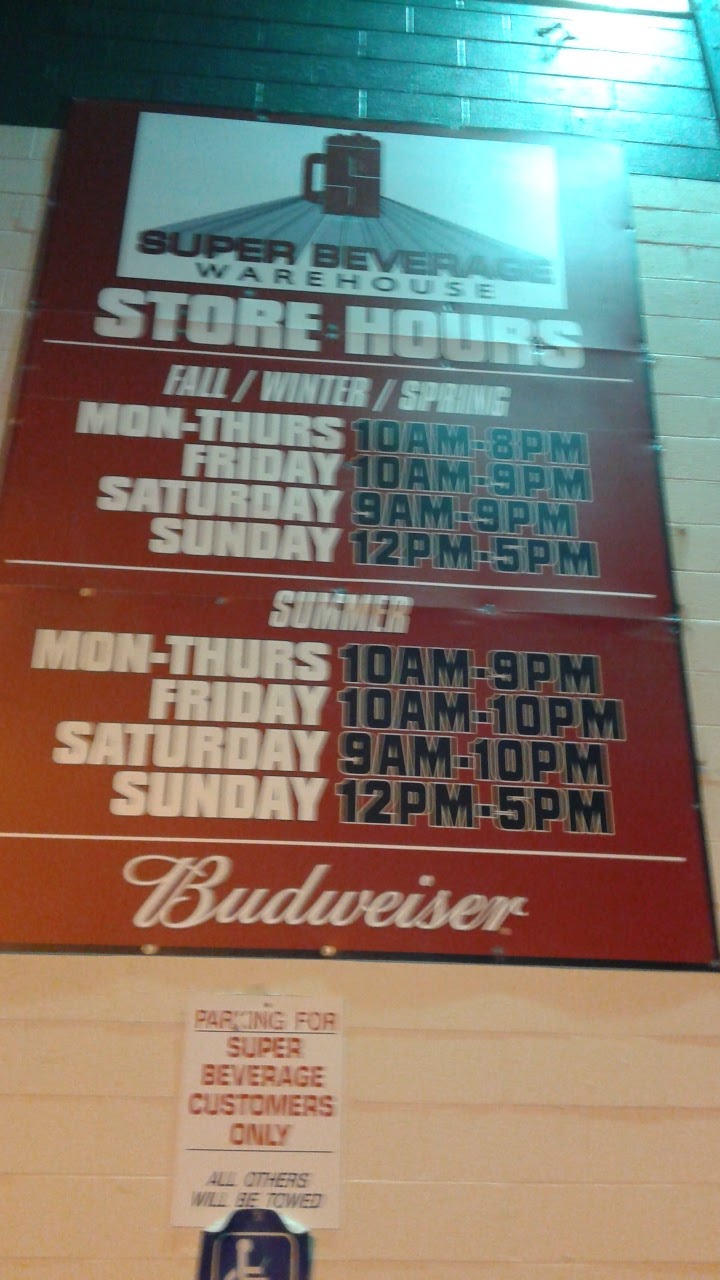 S
SUPER BEVERAGE
WAREHOUSE
STORE HOURS
FALL / WINTER / SPRING
MON-THURS 10AM-8PM
FRIDAY 10AM-9PM
SATURDAY 9AM-9PM
SUNDAY 12PM-5PM
SUMMER
MON-THURS 10AM-9PM
FRIDAY 10AM-10PM
SATURDAY 9AM-10PM
SUNDAY 12PM-5PM
Budweiser
PARKING FOR
SUPER
BEVERAGE
CUSTOMERS
ONLY
ALL OTHERS
WILL BE TOWED